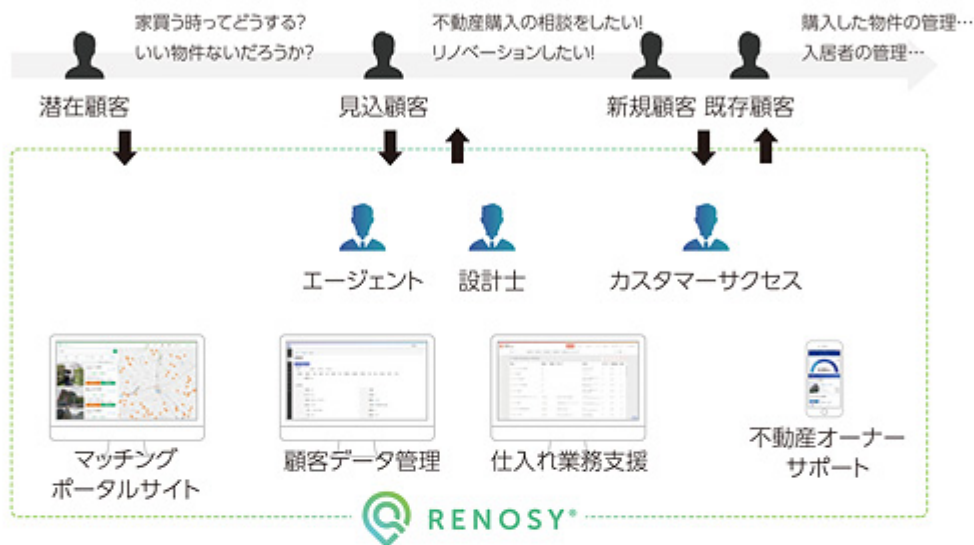 家買う時ってどうする?
いい物件ないだろうか?
不動産購入の相談をしたい!
リノベーションしたい!
購入した物件の管理…
入居者の管理…
潜在顧客
見込顧客
新規顧客 既存顧客
エージェント
設計士
カスタマーサクセス
マッチング
ポータルサイト
顧客データ管理
仕入れ業務支援
不動産オーナー
サポート
RENOSY®